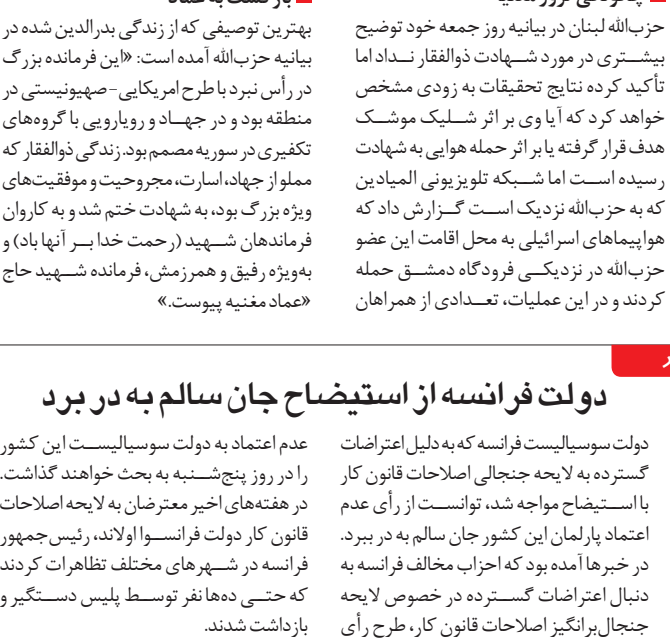 حزب‌الله لبنان در بیانیه روز جمعه خود توضیح
بیشتری در مورد شهادت ذوالفقار نداد اما
تأکید کرده نتایج تحقیقات به زودی مشخص
خواهد کرد که آیا وی بر اثر شلیک موشک
هدف قرار گرفته یا بر اثر حمله هوایی به شهادت
رسیده است اما شبکه تلویزیونی المیادین
که به حزب‌الله نزدیک است گزارش داد که
هواپیماهای اسرائیلی به محل اقامت این عضو
حزب‌الله در نزدیکی فرودگاه دمشق حمله
کردند و در این عملیات، تعدادی از همراهان
بهترین توصیفی که از زندگی بدرالدین شده در
بیانیه حزب‌الله آمده است: «این فرمانده بزرگ
در رأس نبرد با طرح امریکایی-صهیونیستی در
منطقه بود و در جهاد و رویارویی با گروه‌های
تکفیری در سوریه مصمم بود. زندگی ذوالفقار که
مملو از جهاد، اسارت، مجروحیت و موفقیت‌های
ویژه بزرگ بود، به شهادت ختم شد و به کاروان
فرماندهان شهید (رحمت خدا بر آنها باد) و
به‌ویژه رفیق و همرزمش، فرمانده شهید حاج
«عماد مغنیه پیوست.»
دولت فرانسه از استیضاح جان سالم به در برد
دولت سوسیالیست فرانسه که به دلیل اعتراضات
گسترده به لایحه جنجالی اصلاحات قانون کار
با استیضاح مواجه شد، توانست از رأی عدم
اعتماد پارلمان این کشور جان سالم به در ببرد.
در خبرها آمده بود که احزاب مخالف فرانسه به
دنبال اعتراضات گسترده در خصوص لایحه
جنجال‌برانگیز اصلاحات قانون کار، طرح رأی
عدم اعتماد به دولت سوسیالیست این کشور
را در روز پنج‌شنبه به بحث خواهند گذاشت.
در هفته‌های اخیر معترضان به لایحه اصلاحات
قانون کار دولت فرانسوا اولاند، رئیس‌جمهور
فرانسه در شهرهای مختلف تظاهرات کردند
که حتی ده‌ها نفر توسط پلیس دستگیر و
بازداشت شدند.